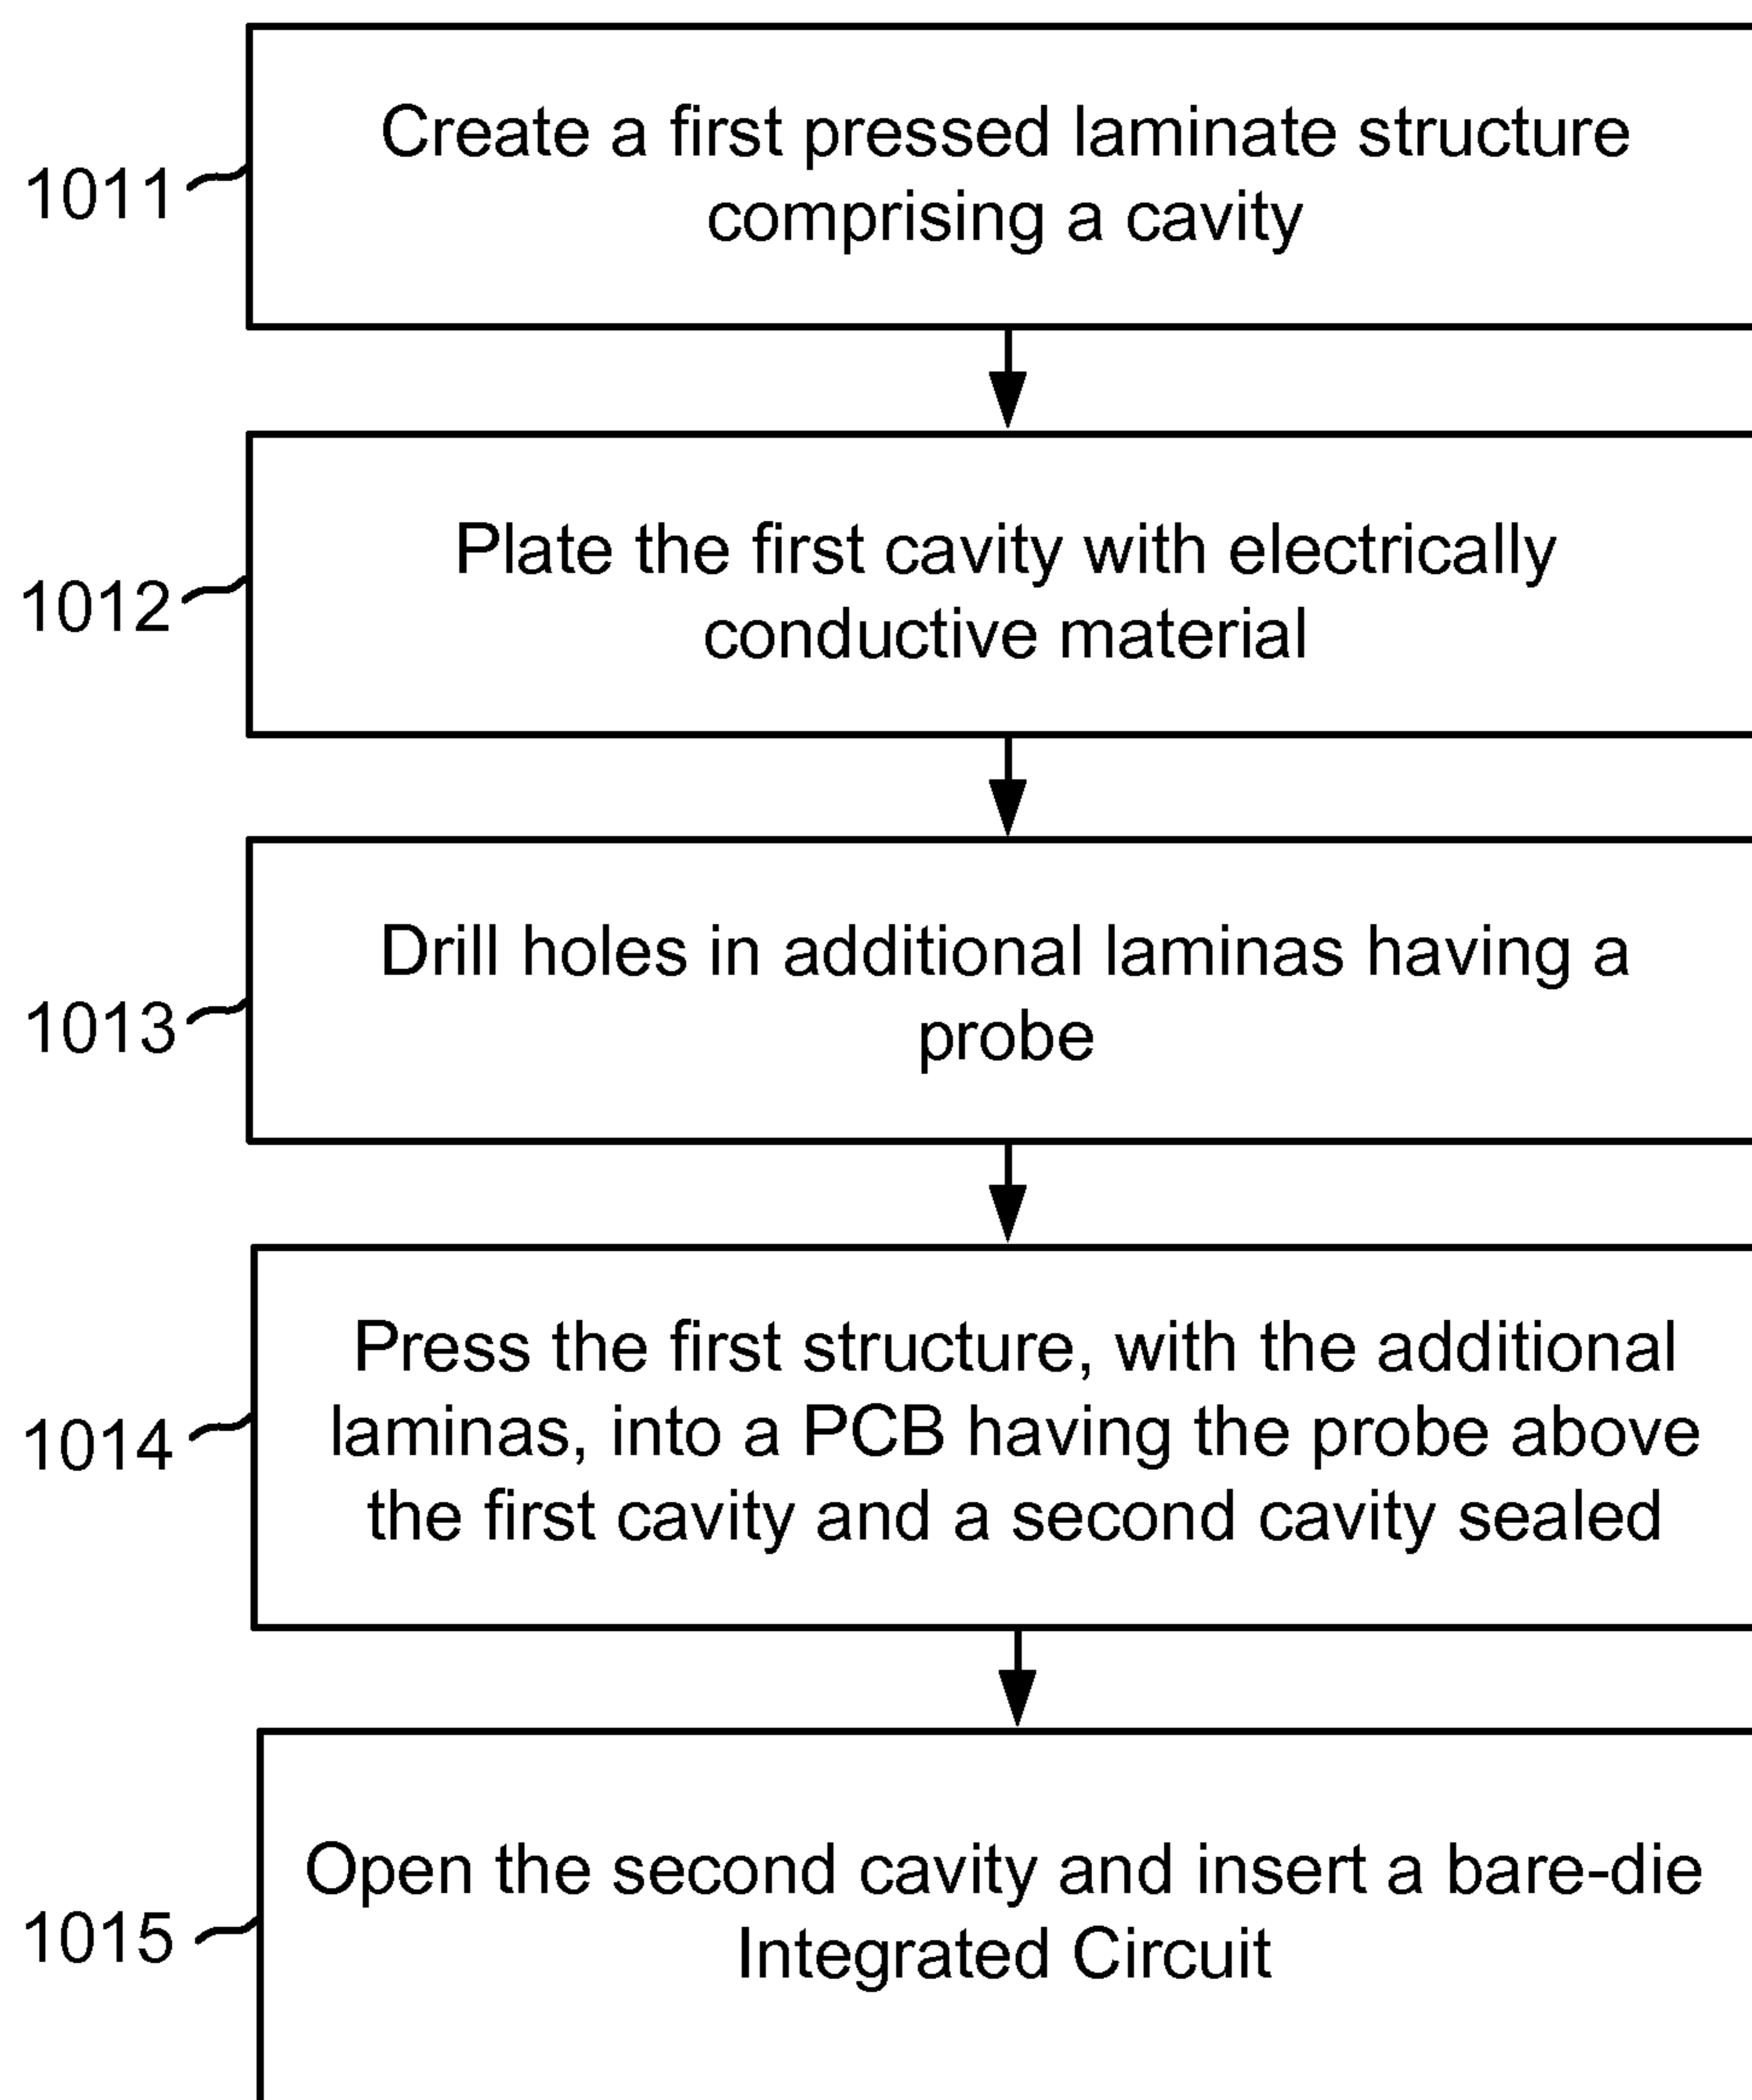 Create a first pressed laminate structure
comprising a cavity
1011
Plate the first cavity with electrically
conductive material
1012
Drill holes in additional laminas having a
probe
1013
Press the first structure, with the additional
laminas, into a PCB having the probe above
the first cavity and a second cavity sealed
1014
Open the second cavity and insert a bare-die
Integrated Circuit
1015